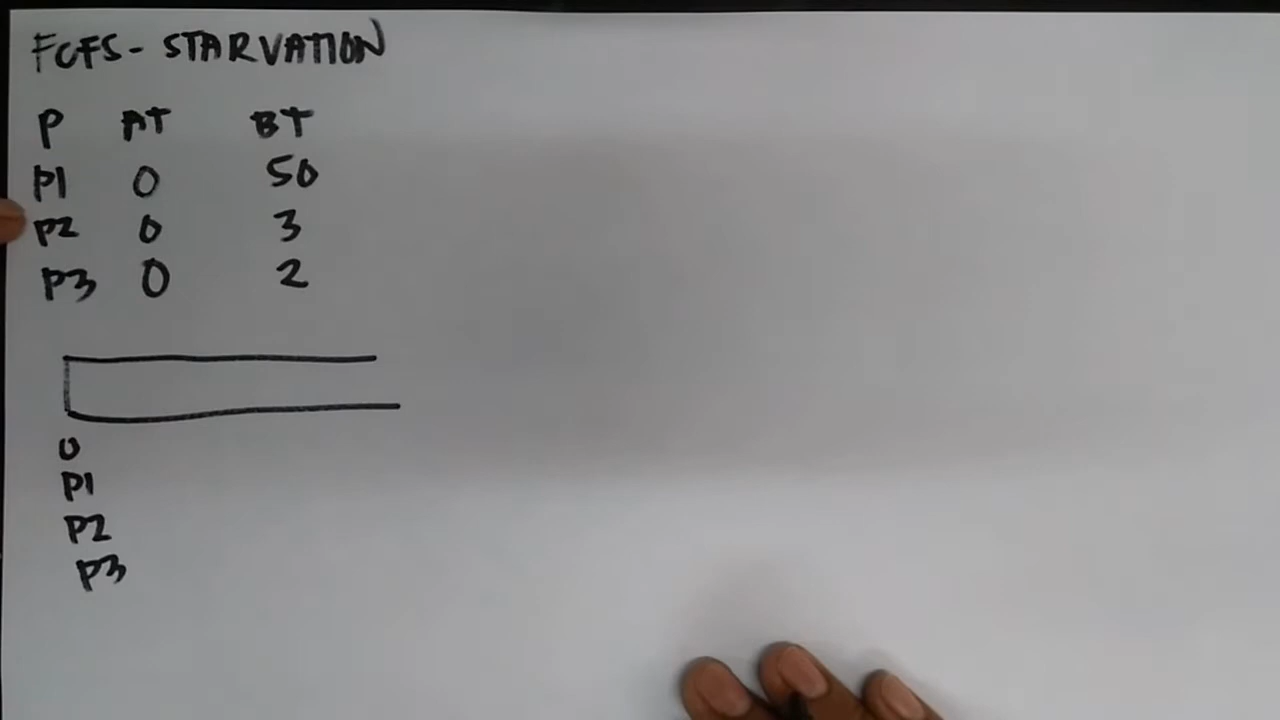 FCFS - STARVATION
P AT BT
P1 0 50
P2 0 3
P3 0 2
0
P1
P2
P3